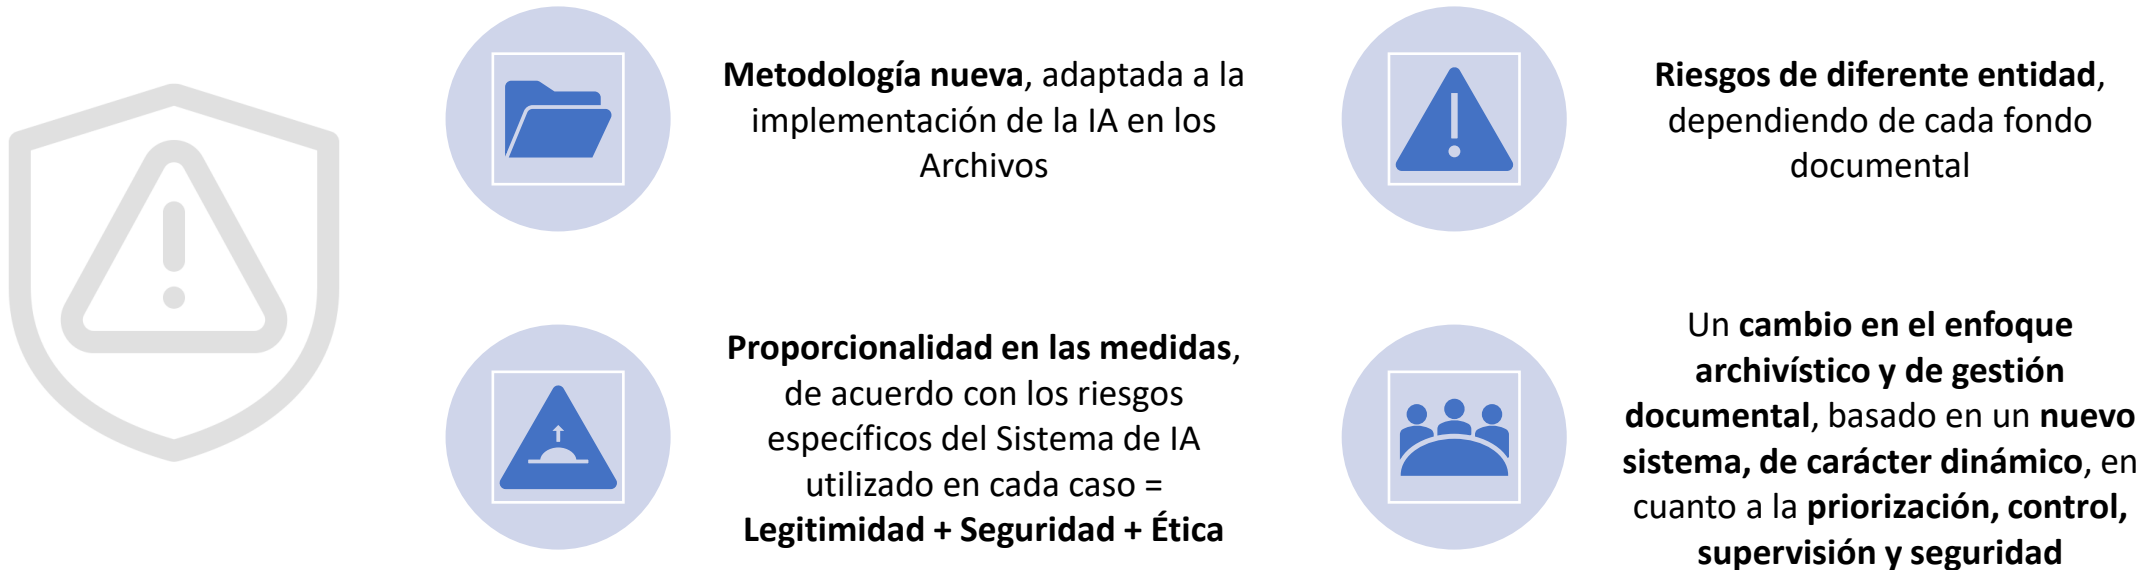 Metodología nueva, adaptada a la
implementación de la IA en los
Archivos
Riesgos de diferente entidad,
dependiendo de cada fondo
documental
Proporcionalidad en las medidas,
de acuerdo con los riesgos
específicos del Sistema de IA
utilizado en cada caso =
Legitimidad + Seguridad + Ética
Un cambio en el enfoque
archivístico y de gestión
documental, basado en un nuevo
sistema, de carácter dinámico, en
cuanto a la priorización, control,
supervisión y seguridad